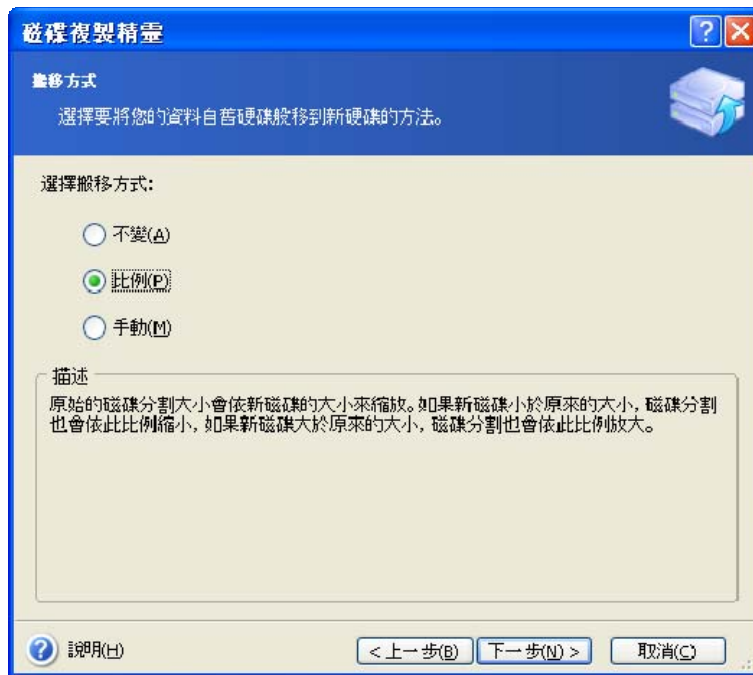 磁碟複製精靈
搬移方式
選擇要將您的資料自舊硬碟搬移到新硬碟的方法。
選擇搬移方式:
不變(A)
比例(P)
手動(M)
描述
原始的磁碟分割大小會依新磁碟的大小來縮放。如果新磁碟小於原來的大小, 磁碟分割
也會依此比例縮小, 如果新磁碟大於原來的大小, 磁碟分割也會依此比例放大。
說明(H)
< 上一步(B)
下一步(N) >
取消(C)